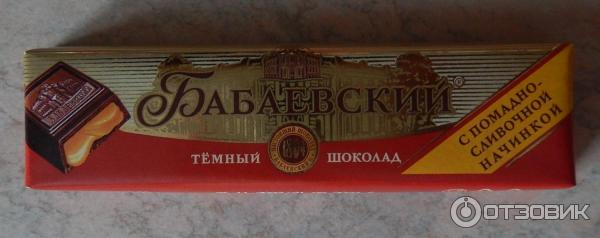 БАБАЕВСКИЙ®
ТЁМНЫЙ ШОКОЛАД
С ПОМАДНО-
СЛИВОЧНОЙ
НАЧИНКОЙ
ОТЗОВИК